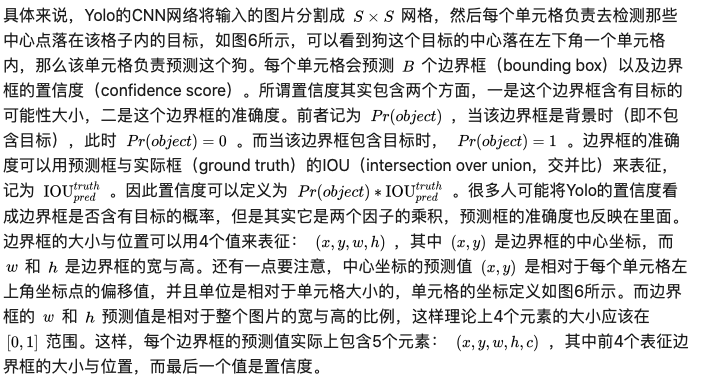 具体来说，Yolo的CNN网络将输入的图片分割成 S × S 网格，然后每个单元格负责去检测那些
中心点落在该格子内的目标，如图6所示，可以看到狗这个目标的中心落在左下角一个单元格
内，那么该单元格负责预测这个狗。每个单元格会预测 B 个边界框（bounding box）以及边界
框的置信度（confidence score）。所谓置信度其实包含两个方面，一是这个边界框含有目标的
可能性大小，二是这个边界框的准确度。前者记为 Pr(object) ，当该边界框是背景时（即不包
含目标），此时 Pr(object) = 0 。而当该边界框包含目标时， Pr(object) = 1 。边界框的准确
度可以用预测框与实际框（ground truth）的IOU（intersection over union，交并比）来表征，
记为 IOU^{truth}_{pred} 。因此置信度可以定义为 Pr(object) * IOU^{truth}_{pred} 。很多人可能将Yolo的置信度看
成边界框是否含有目标的概率，但是其实它是两个因子的乘积，预测框的准确度也反映在里面。
边界框的大小与位置可以用4个值来表征： (x, y, w, h) ，其中 (x, y) 是边界框的中心坐标，而
w 和 h 是边界框的宽与高。还有一点要注意，中心坐标的预测值 (x, y) 是相对于每个单元格左
上角坐标点的偏移值，并且单位是相对于单元格大小的，单元格的坐标定义如图6所示。而边界
框的 w 和 h 预测值是相对于整个图片的宽与高的比例，这样理论上4个元素的大小应该在
[0, 1] 范围。这样，每个边界框的预测值实际上包含5个元素： (x, y, w, h, c) ，其中前4个表征边
界框的大小与位置，而最后一个值是置信度。